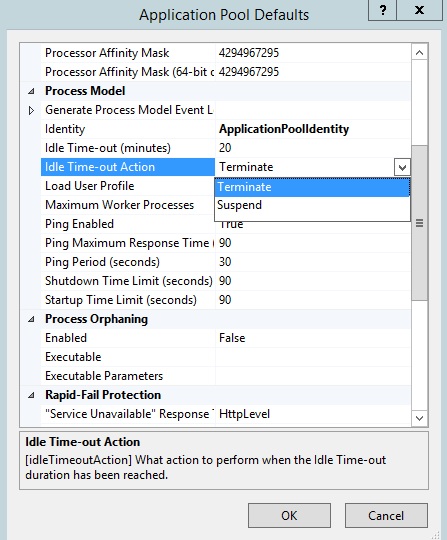 Application Pool Defaults
? x
Processor Affinity Mask 4294967295
Processor Affinity Mask (64-bit c 4294967295
Process Model
Generate Process Model Event L
Identity ApplicationPoolIdentity
Idle Time-out (minutes) 20
Idle Time-out Action Terminate
Load User Profile Terminate
Maximum Worker Processes Suspend
Ping Enabled True
Ping Maximum Response Time ( 90
Ping Period (seconds) 30
Shutdown Time Limit (seconds) 90
Startup Time Limit (seconds) 90
Process Orphaning
Enabled False
Executable
Executable Parameters
Rapid-Fail Protection
"Service Unavailable" Response T HttpLevel
Idle Time-out Action
[idleTimeoutAction] What action to perform when the Idle Time-out
duration has been reached.
OK Cancel